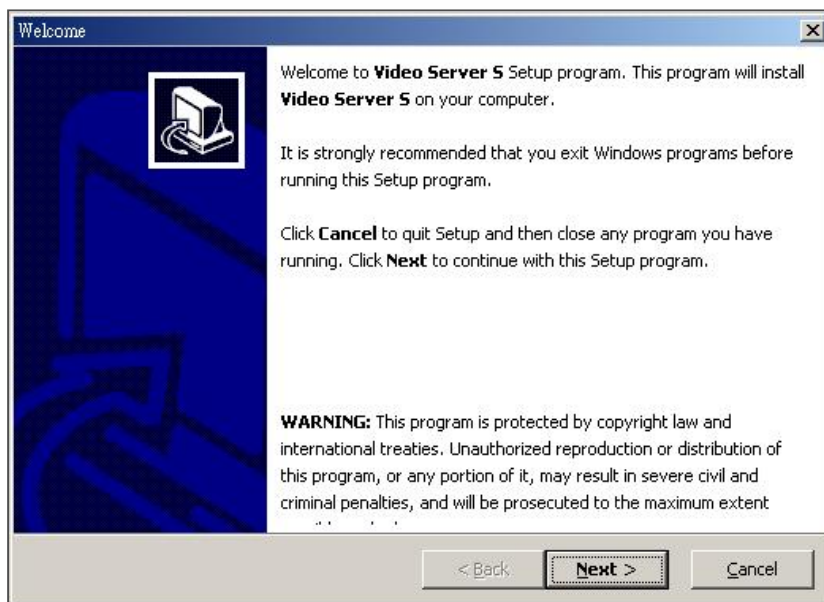 Welcome
Welcome to Video Server S Setup program. This program will install
Video Server S on your computer.
It is strongly recommended that you exit Windows programs before
running this Setup program.
Click Cancel to quit Setup and then close any program you have
running. Click Next to continue with this Setup program.
WARNING: This program is protected by copyright law and
international treaties. Unauthorized reproduction or distribution of
this program, or any portion of it, may result in severe civil and
criminal penalties, and will be prosecuted to the maximum extent
< Back
Next >
Cancel